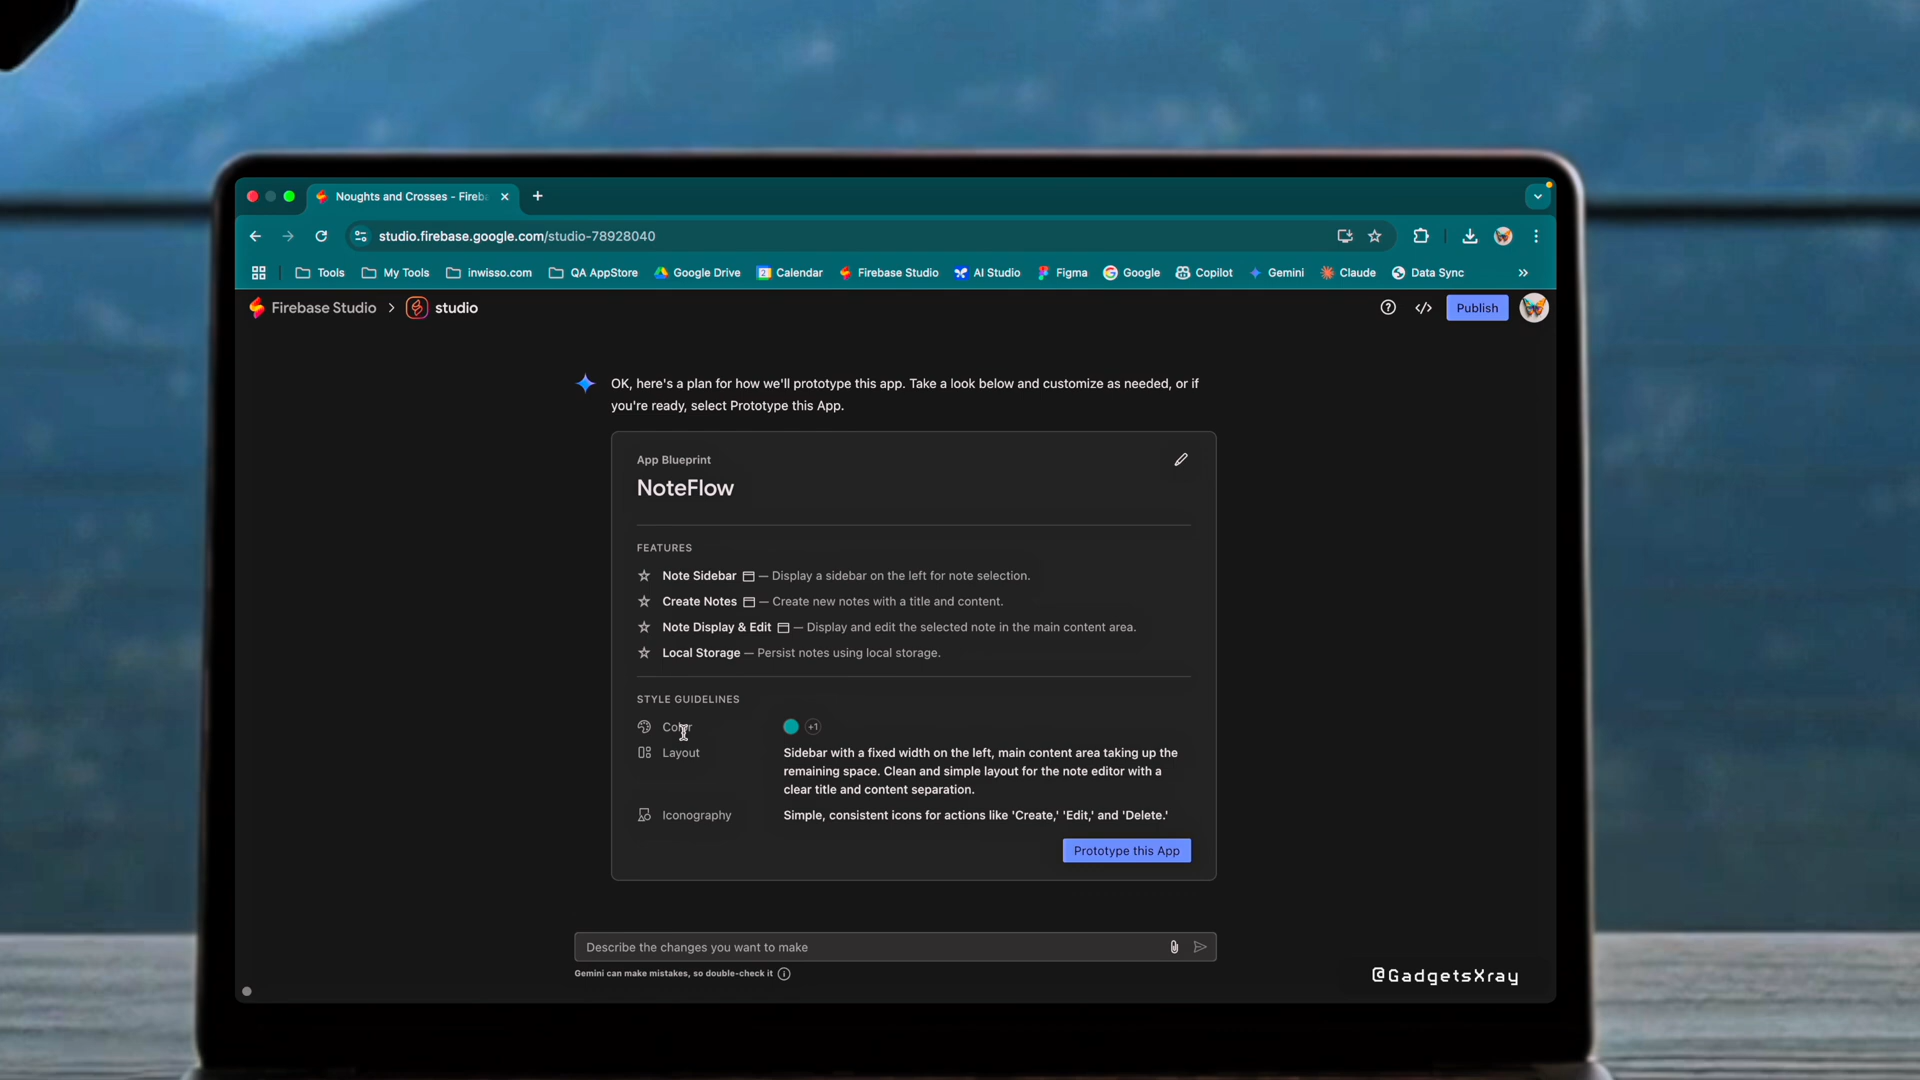 Noughts and Crosses - Fireb
studio.firebase.google.com/studio-78928040
Tools My Tools inwisso.com QA AppStore Google Drive Calendar Firebase Studio AI Studio Figma Google Copilot Gemini Claude Data Sync »
Firebase Studio > studio
Publish
OK, here's a plan for how we'll prototype this app. Take a look below and customize as needed, or if
you're ready, select Prototype this App.
App Blueprint
NoteFlow
FEATURES
Note Sidebar — Display a sidebar on the left for note selection.
Create Notes — Create new notes with a title and content.
Note Display & Edit — Display and edit the selected note in the main content area.
Local Storage — Persist notes using local storage.
STYLE GUIDELINES
Color +1
Layout Sidebar with a fixed width on the left, main content area taking up the
remaining space. Clean and simple layout for the note editor with a
clear title and content separation.
Iconography Simple, consistent icons for actions like 'Create,' 'Edit,' and 'Delete.'
Prototype this App
Describe the changes you want to make
Gemini can make mistakes, so double-check it
@GadgetsXray